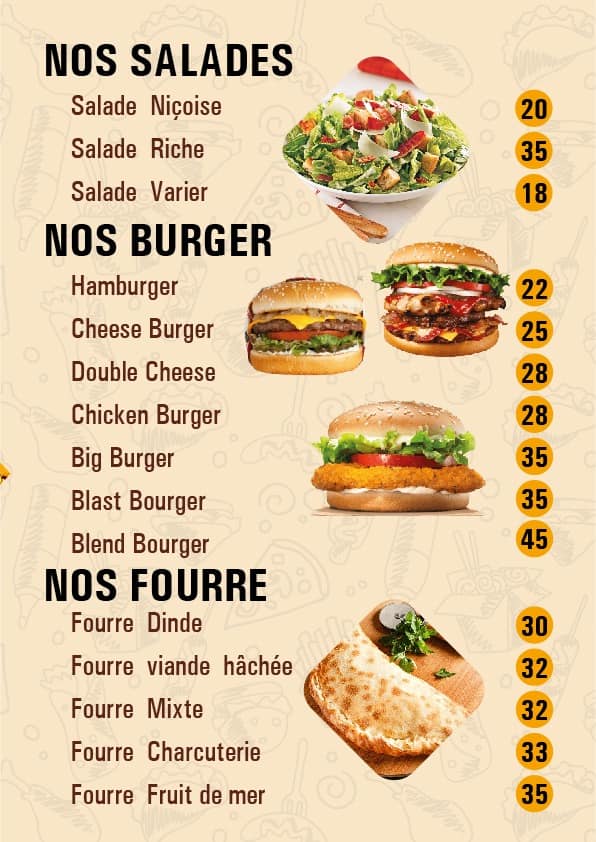 NOS SALADES
Salade Niçoise 20
Salade Riche 35
Salade Varier 18
NOS BURGER
Hamburger 22
Cheese Burger 25
Double Cheese 28
Chicken Burger 28
Big Burger 35
Blast Bourger 35
Blend Bourger 45
NOS FOURRE
Fourre Dinde 30
Fourre viande hâchée 32
Fourre Mixte 32
Fourre Charcuterie 33
Fourre Fruit de mer 35